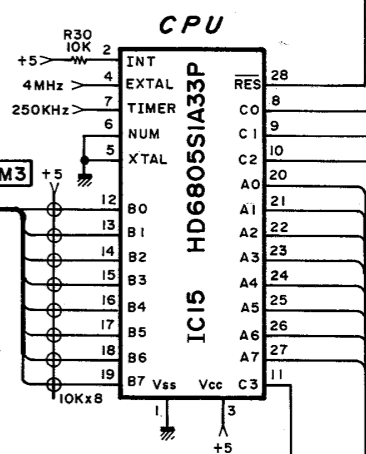 CPU
R30
10K
+5
2
INT
4MHz
4
EXTAL
250KHz
7
TIMER
6
NUM
5
XTAL
M3
+5
12
B0
13
B1
14
B2
15
B3
16
B4
17
B5
18
B6
19
B7
10Kx8
IC15 HD6805S1A33P
RES
28
C0
8
C1
9
C2
10
A0
20
A1
21
A2
22
A3
23
A4
24
A5
25
A6
26
A7
27
C3
11
Vss
Vcc
1
3
+5